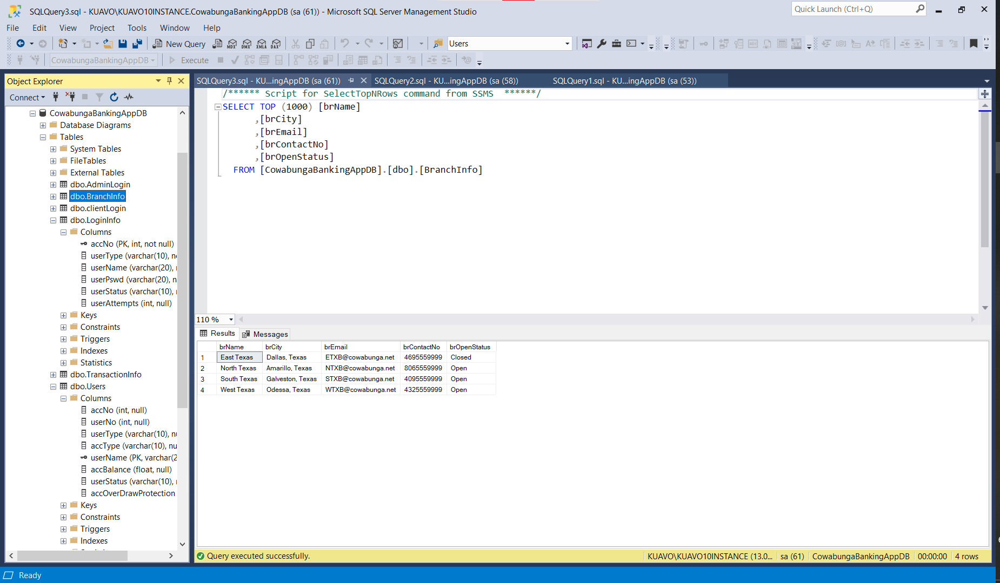 SQLQuery3.sql - KUAVO\KUAVO10INSTANCE.CowabungaBankingAppDB (sa (61)) - Microsoft SQL Server Management Studio
Quick Launch (Ctrl+Q)
File Edit View Project Tools Window Help
New Query MDX DMX XMLA DAX Users
CowabungaBankingAppDB Execute
Object Explorer
Connect
CowabungaBankingAppDB
Database Diagrams
Tables
System Tables
FileTables
External Tables
dbo.AdminLogin
dbo.BranchInfo
dbo.clientLogin
dbo.LoginInfo
Columns
accNo (PK, int, not null)
userType (varchar(10), n
userName (varchar(20),
userPswd (varchar(20), n
userStatus (varchar(10),
userAttempts (int, null)
Keys
Constraints
Triggers
Indexes
Statistics
dbo.TransactionInfo
dbo.Users
Columns
accNo (int, null)
userNo (int, null)
userType (varchar(10), nu
accType (varchar(10), nu
userName (PK, varchar(2
accBalance (float, null)
userStatus (varchar(10),
accOverDrawProtection
Keys
Constraints
Triggers
Indexes
SQLQuery3.sql - KU...ingAppDB (sa (61)) SQLQuery2.sql - KU...ingAppDB (sa (58)) SQLQuery1.sql - KU...ingAppDB (sa (53))
/****** Script for SelectTopNRows command from SSMS ******/
SELECT TOP (1000) [brName]
,[brCity]
,[brEmail]
,[brContactNo]
,[brOpenStatus]
FROM [CowabungaBankingAppDB].[dbo].[BranchInfo]
110 %
Results Messages
brName brCity brEmail brContactNo brOpenStatus
1 East Texas Dallas, Texas ETXB@cowabunga.net 4695559999 Closed
2 North Texas Amarillo, Texas NTXB@cowabunga.net 8065559999 Open
3 South Texas Galveston, Texas STXB@cowabunga.net 4095559999 Open
4 West Texas Odessa, Texas WTXB@cowabunga.net 4325559999 Open
Query executed successfully. KUAVO\KUAVO10INSTANCE (13.0... sa (61) CowabungaBankingAppDB 00:00:00 4 rows
Ready